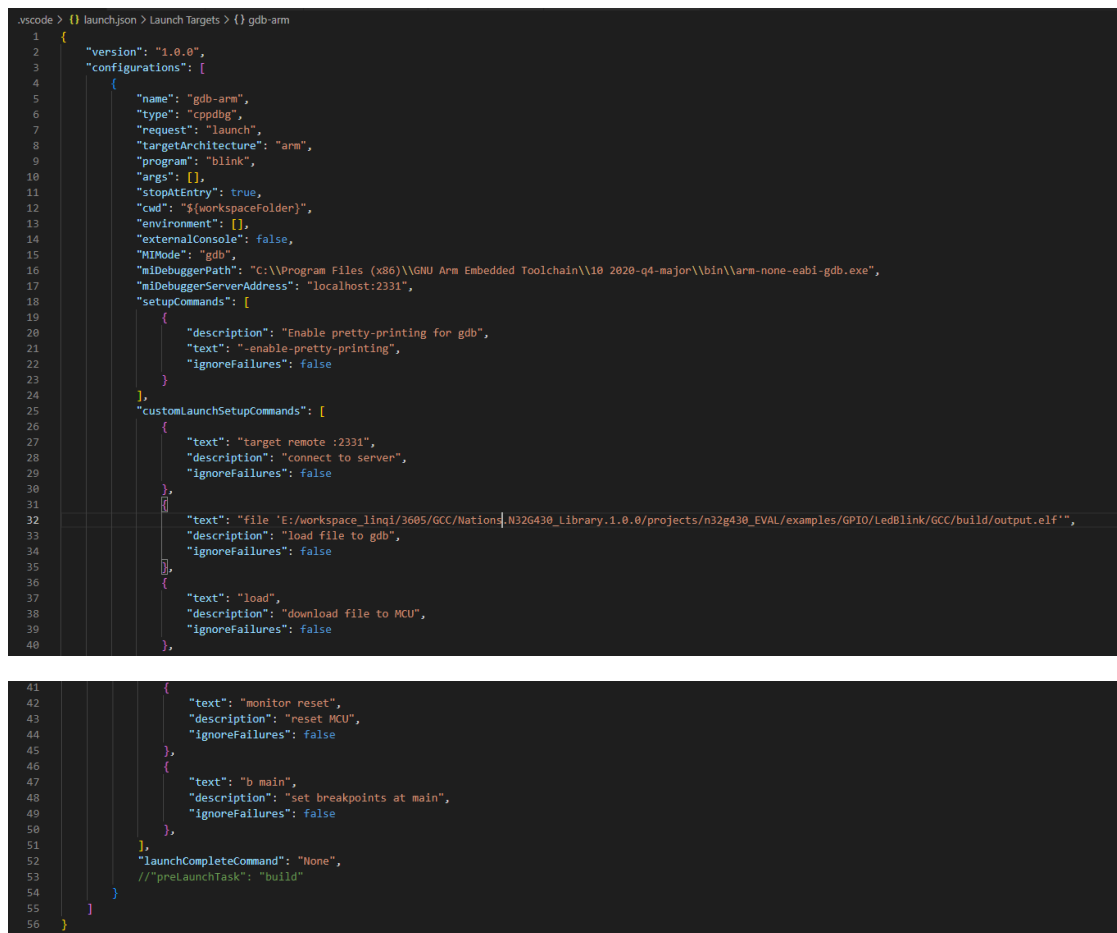 .vscode > {} launch.json > Launch Targets > {} gdb-arm
1 {
2 "version": "1.0.0",
3 "configurations": [
4 {
5 "name": "gdb-arm",
6 "type": "cppdbg",
7 "request": "launch",
8 "targetArchitecture": "arm",
9 "program": "blink",
10 "args": [],
11 "stopAtEntry": true,
12 "cwd": "${workspaceFolder}",
13 "environment": [],
14 "externalConsole": false,
15 "MIMode": "gdb",
16 "miDebuggerPath": "C:\\Program Files (x86)\\GNU Arm Embedded Toolchain\\10 2020-q4-major\\bin\\arm-none-eabi-gdb.exe",
17 "miDebuggerServerAddress": "localhost:2331",
18 "setupCommands": [
19 {
20 "description": "Enable pretty-printing for gdb",
21 "text": "-enable-pretty-printing",
22 "ignoreFailures": false
23 }
24 ],
25 "customLaunchSetupCommands": [
26 {
27 "text": "target remote :2331",
28 "description": "connect to server",
29 "ignoreFailures": false
30 },
31 {
32 "text": "file 'E:/workspace_linqi/3605/GCC/Nations.N32G430_Library.1.0.0/projects/n32g430_EVAL/examples/GPIO/LedBlink/GCC/build/output.elf'",
33 "description": "load file to gdb",
34 "ignoreFailures": false
35 },
36 {
37 "text": "load",
38 "description": "download file to MCU",
39 "ignoreFailures": false
40 },
41 {
42 "text": "monitor reset",
43 "description": "reset MCU",
44 "ignoreFailures": false
45 },
46 {
47 "text": "b main",
48 "description": "set breakpoints at main",
49 "ignoreFailures": false
50 },
51 ],
52 "launchCompleteCommand": "None",
53 //"preLaunchTask": "build"
54 }
55 ]
56 }